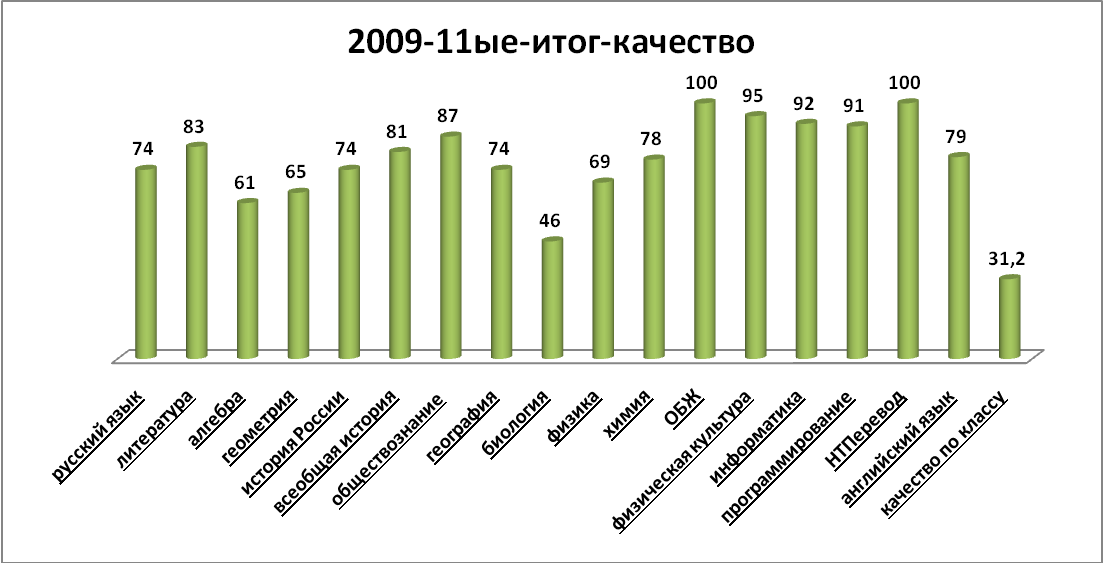 2009-11ые-итог-качество
74
83
61
65
74
81
87
74
46
69
78
100
95
92
91
100
79
31,2
русский язык
литература
алгебра
геометрия
история России
всеобщая история
обществознание
география
биология
физика
химия
ОБЖ
физическая культура
информатика
программирование
НТПеревод
английский язык
качество по классу